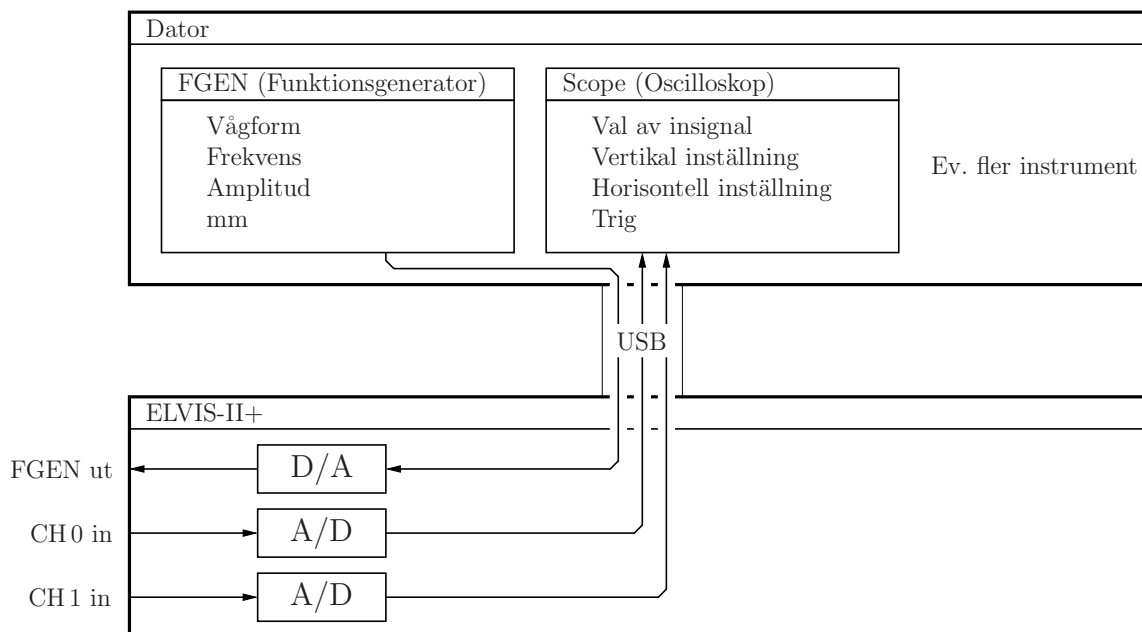 Dator
FGEN (Funktionsgenerator)
Vågform
Frekvens
Amplitud
mm
Scope (Oscilloskop)
Val av insignal
Vertikal inställning
Horisontell inställning
Trig
Ev. fler instrument
USB
ELVIS-II+
FGEN ut
D/A
CH 0 in
A/D
CH 1 in
A/D